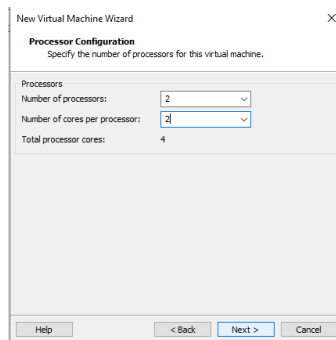 New Virtual Machine Wizard
Processor Configuration
Specify the number of processors for this virtual machine.
Processors
Number of processors: 2
Number of cores per processor: 2
Total processor cores: 4
Help < Back Next > Cancel